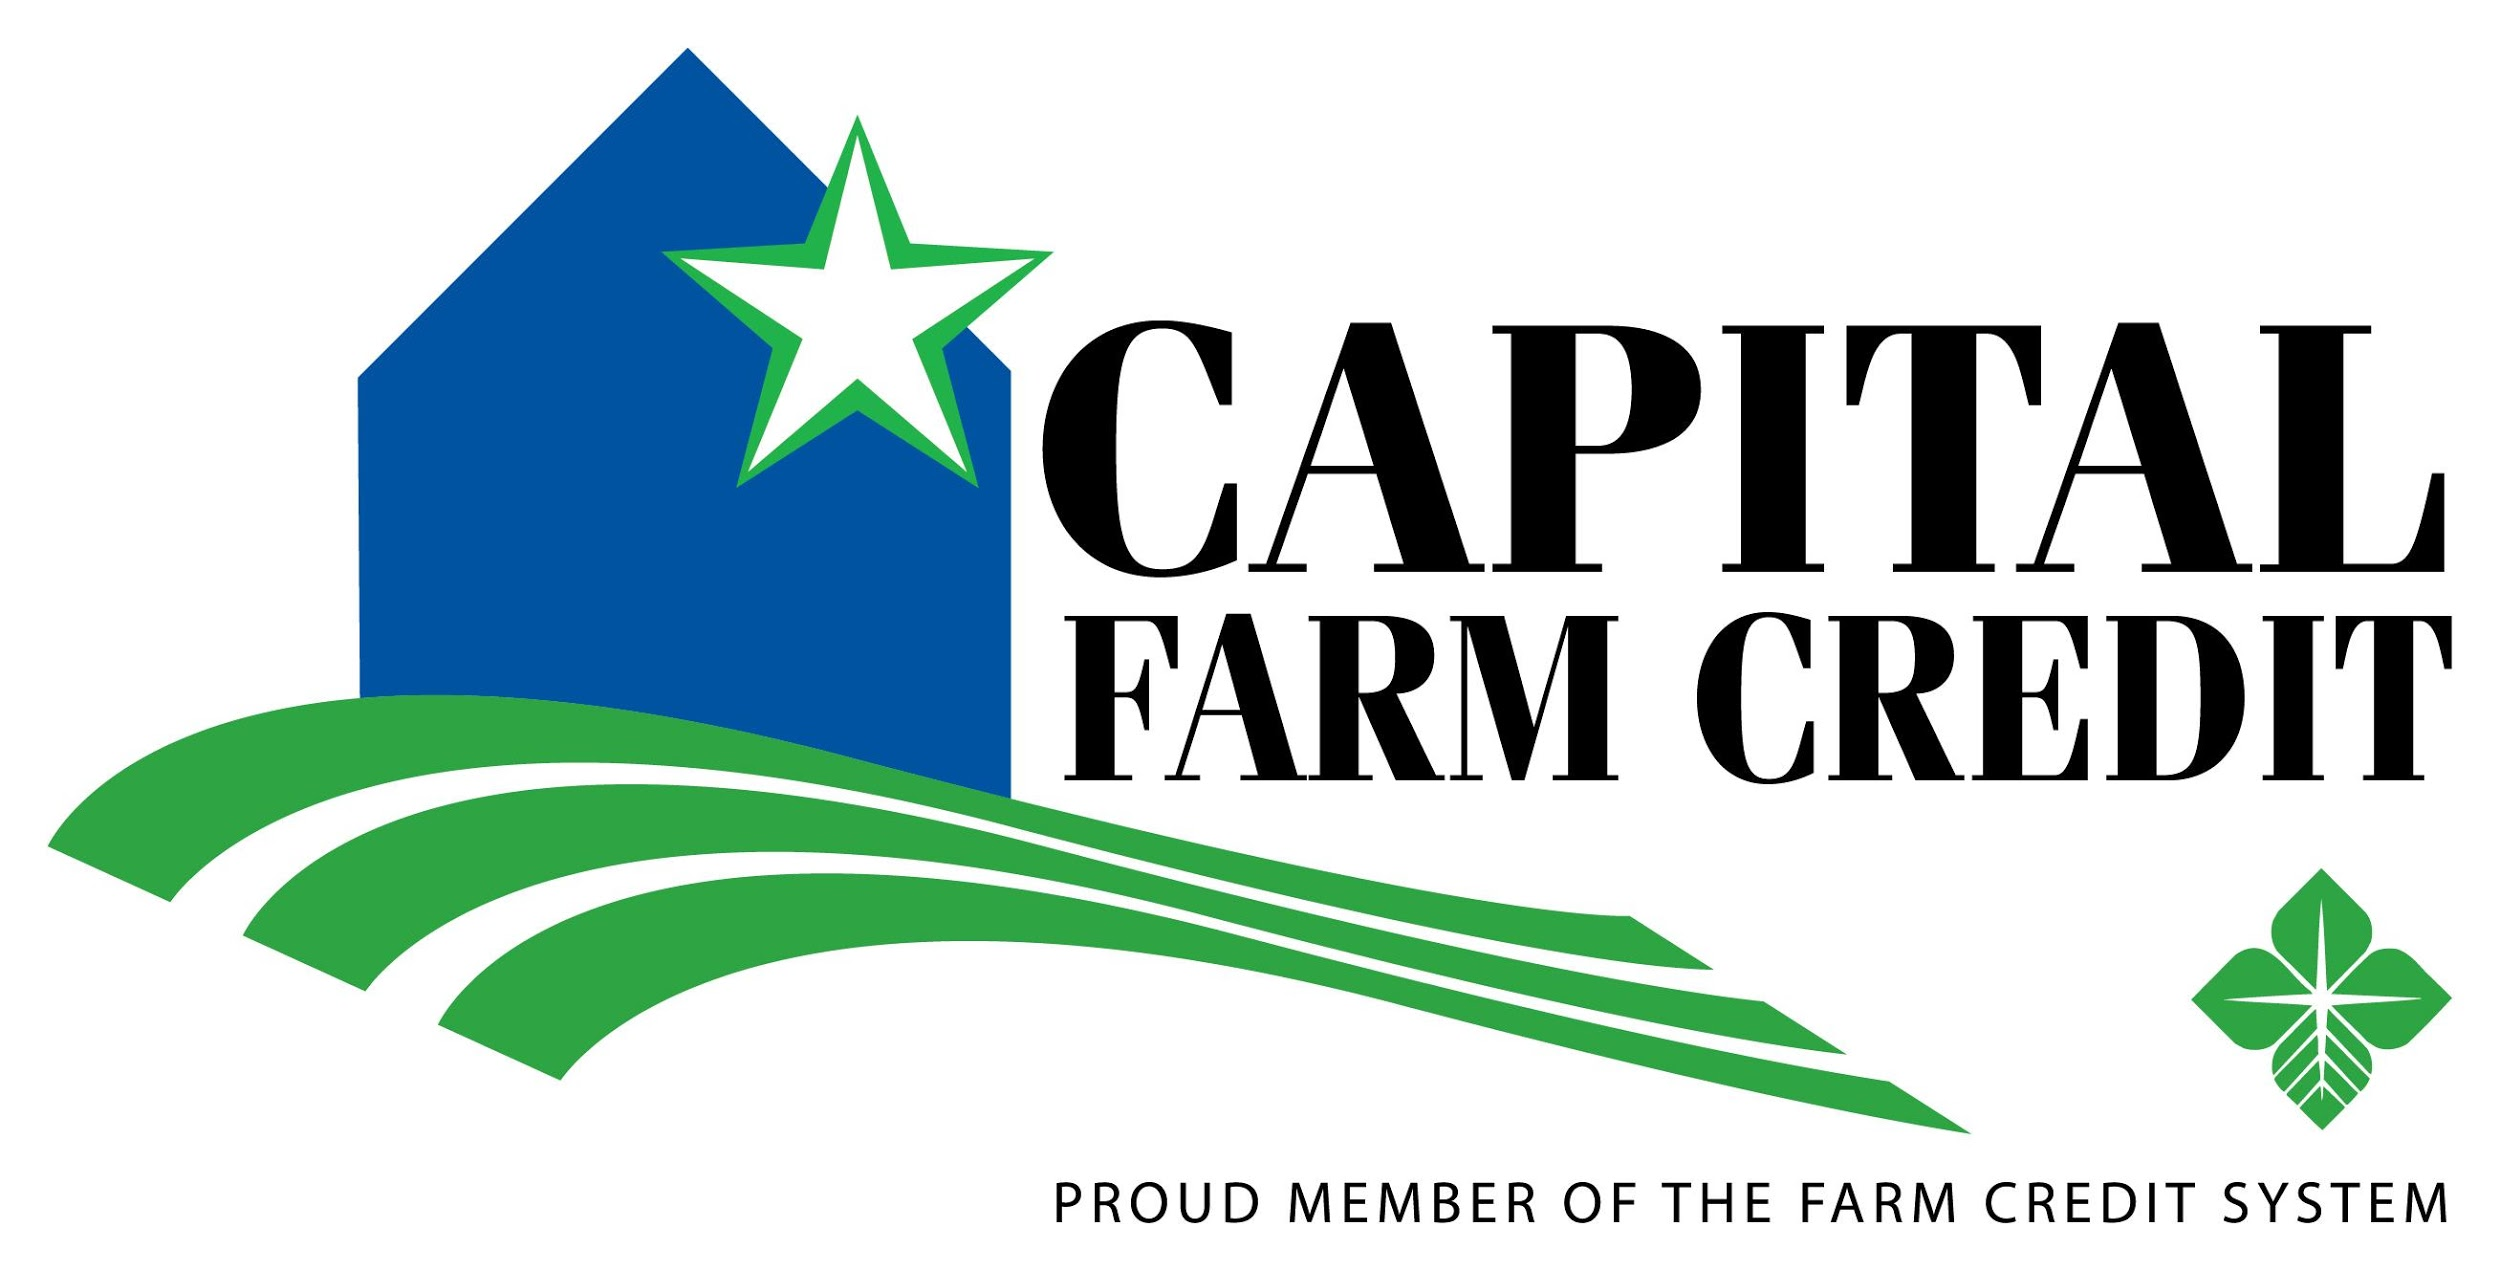 CAPITAL
FARM CREDIT
PROUD MEMBER OF THE FARM CREDIT SYSTEM